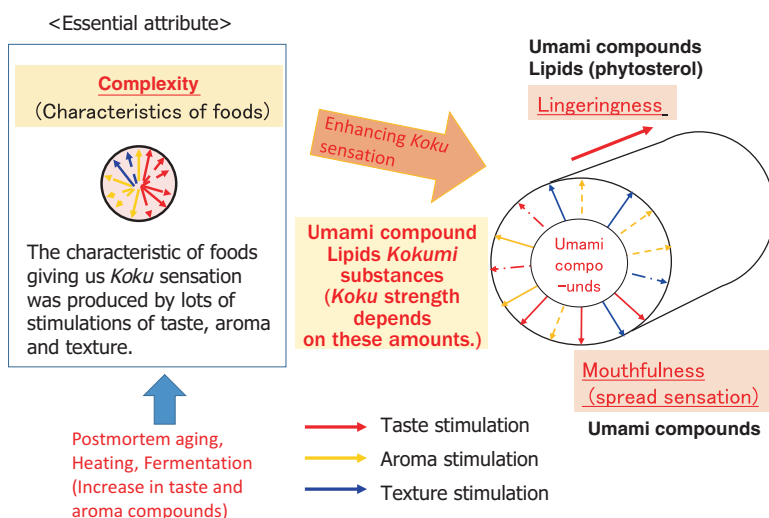 <Essential attribute>
Complexity
(Characteristics of foods)
The characteristic of foods
giving us Koku sensation
was produced by lots of
stimulations of taste, aroma
and texture.
Postmortem aging,
Heating, Fermentation
(Increase in taste and
aroma compounds)
Enhancing Koku
sensation
Umami compound
Lipids Kokumi
substances
(Koku strength
depends
on these amounts.)
Umami compounds
Lipids (phytosterol)
Lingeringness
Umami
compo
-unds
Mouthfulness
(spread sensation)
Umami compounds
Taste stimulation
Aroma stimulation
Texture stimulation